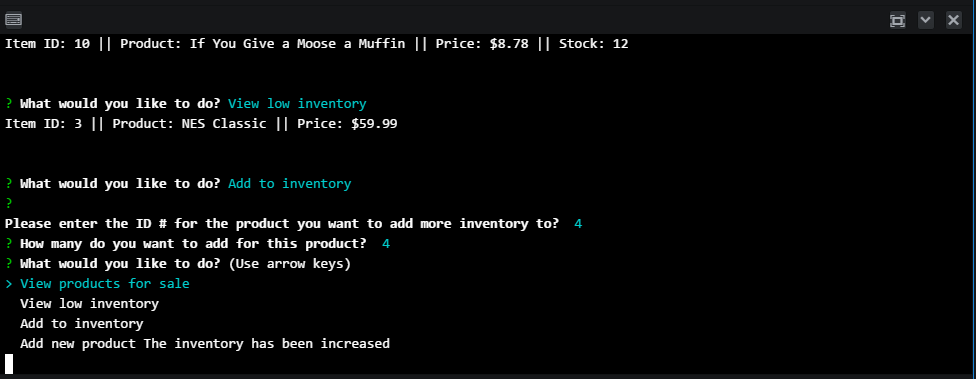 Item ID: 10 || Product: If You Give a Moose a Muffin || Price: $8.78 || Stock: 12
? What would you like to do? View low inventory
Item ID: 3 || Product: NES Classic || Price: $59.99
? What would you like to do? Add to inventory
?
Please enter the ID # for the product you want to add more inventory to?  4
? How many do you want to add for this product?  4
? What would you like to do? (Use arrow keys)
> View products for sale
  View low inventory
  Add to inventory
  Add new product The inventory has been increased